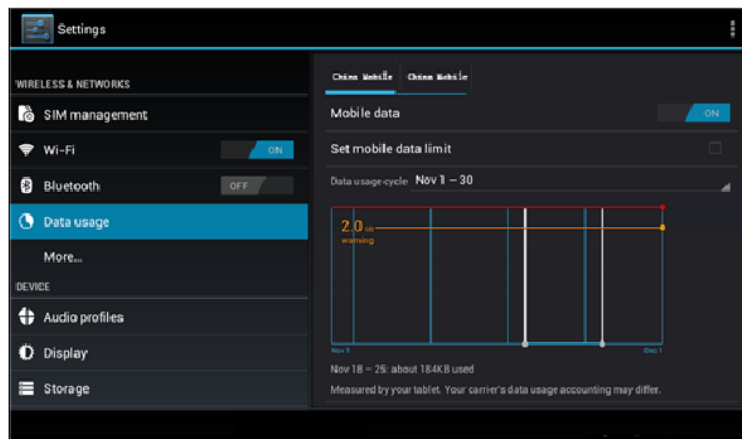 Settings
WIRELESS & NETWORKS
SIM management
Wi-Fi ON
Bluetooth OFF
Data usage
More...
DEVICE
Audio profiles
Display
Storage
China Mobile China Mobile
Mobile data ON
Set mobile data limit
Data usage cycle Nov 1 – 30
2.0 GB
warning
Nov 1 Dec 1
Nov 18 – 25: about 184KB used
Measured by your tablet. Your carrier's data usage accounting may differ.